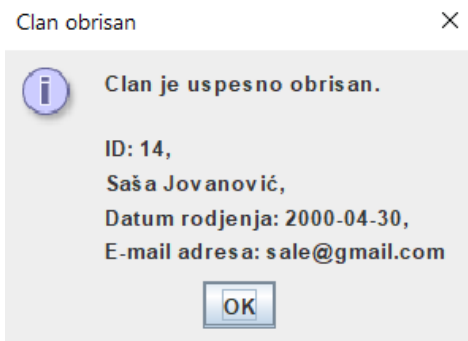 Clan obrisan
Clan je uspesno obrisan.
ID: 14,
Saša Jovanović,
Datum rodjenja: 2000-04-30,
E-mail adresa: sale@gmail.com
OK